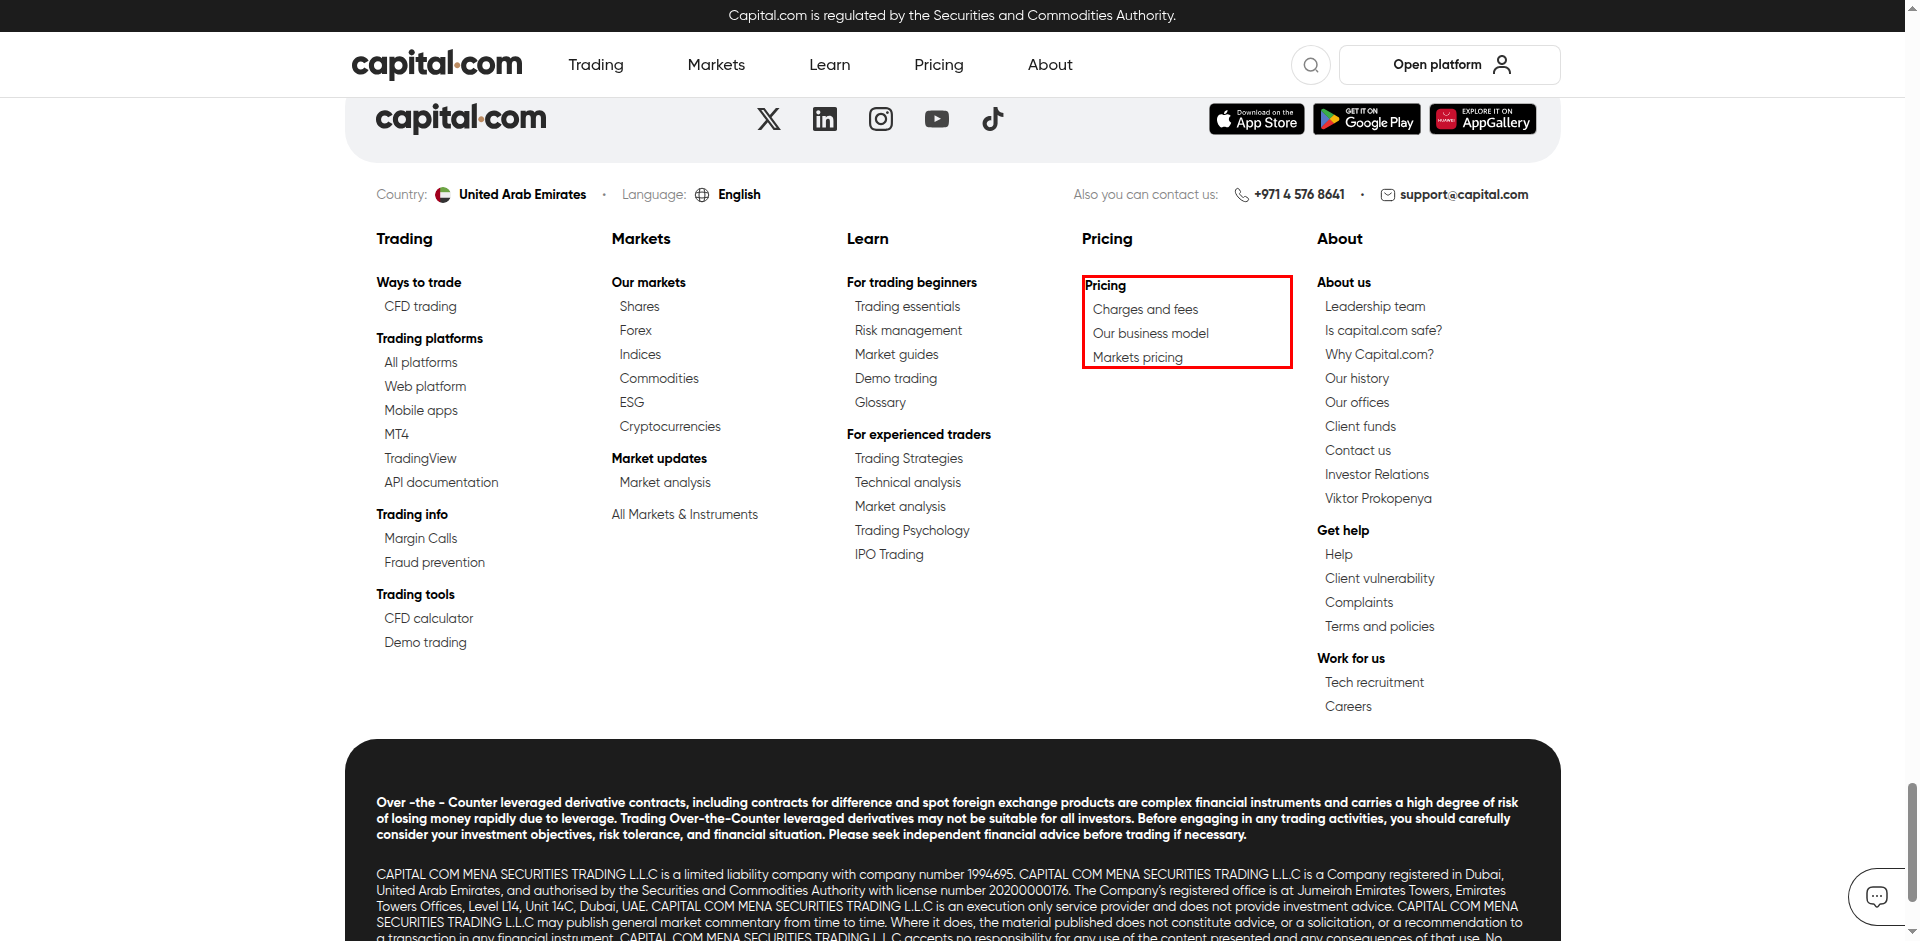 Capital.com is regulated by the Securities and Commodities Authority.
capital.com
Trading
Markets
Learn
Pricing
About
Open platform
capital.com
Download on the
App Store
GET IT ON
Google Play
HUAWEI
EXPLORE IT ON
AppGallery
Country: United Arab Emirates • Language: English
Also you can contact us: +971 4 576 8641 • support@capital.com
Trading
Ways to trade
CFD trading
Trading platforms
All platforms
Web platform
Mobile apps
MT4
TradingView
API documentation
Trading info
Margin Calls
Fraud prevention
Trading tools
CFD calculator
Demo trading
Markets
Our markets
Shares
Forex
Indices
Commodities
ESG
Cryptocurrencies
Market updates
Market analysis
All Markets & Instruments
Learn
For trading beginners
Trading essentials
Risk management
Market guides
Demo trading
Glossary
For experienced traders
Trading Strategies
Technical analysis
Market analysis
Trading Psychology
IPO Trading
Pricing
Pricing
Charges and fees
Our business model
Markets pricing
About
About us
Leadership team
Is capital.com safe?
Why Capital.com?
Our history
Our offices
Client funds
Contact us
Investor Relations
Viktor Prokopenya
Get help
Help
Client vulnerability
Complaints
Terms and policies
Work for us
Tech recruitment
Careers
Over -the - Counter leveraged derivative contracts, including contracts for difference and spot foreign exchange products are complex financial instruments and carries a high degree of risk
of losing money rapidly due to leverage. Trading Over-the-Counter leveraged derivatives may not be suitable for all investors. Before engaging in any trading activities, you should carefully
consider your investment objectives, risk tolerance, and financial situation. Please seek independent financial advice before trading if necessary.
CAPITAL COM MENA SECURITIES TRADING L.L.C is a limited liability company with company number 1994695. CAPITAL COM MENA SECURITIES TRADING L.L.C is a Company registered in Dubai,
United Arab Emirates, and authorised by the Securities and Commodities Authority with license number 20200000176. The Company's registered office is at Jumeirah Emirates Towers, Emirates
Towers Offices, Level L14, Unit 14C, Dubai, UAE. CAPITAL COM MENA SECURITIES TRADING L.L.C is an execution only service provider and does not provide investment advice. CAPITAL COM MENA
SECURITIES TRADING L.L.C may publish general market commentary from time to time. Where it does, the material published does not constitute advice, or a solicitation, or a recommendation to
a transaction in any financial instrument. CAPITAL COM MENA SECURITIES TRADING L.L.C accepts no responsibility for any use of the content presented and any consequences of that use. No